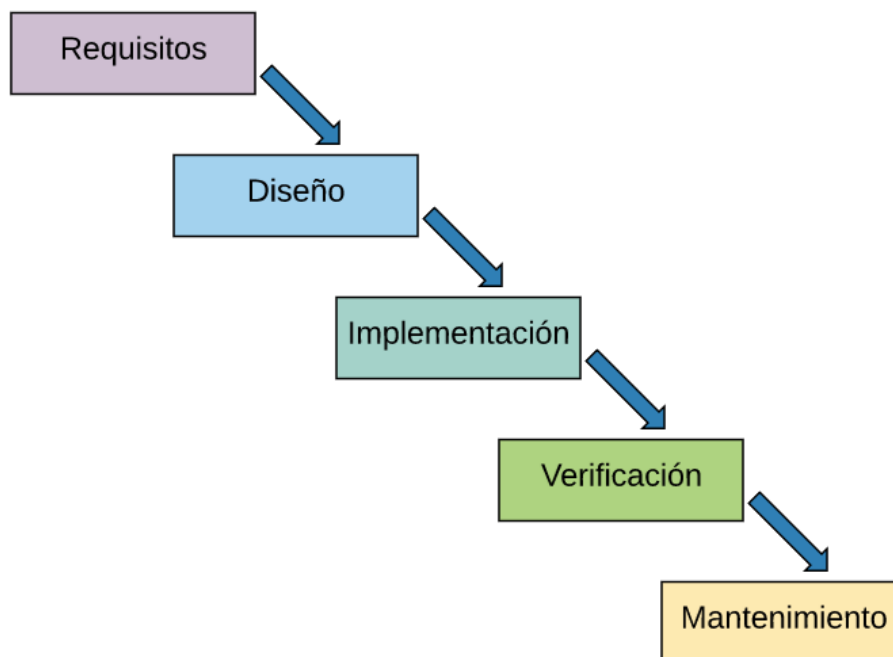 Requisitos
Diseño
Implementación
Verificación
Mantenimiento